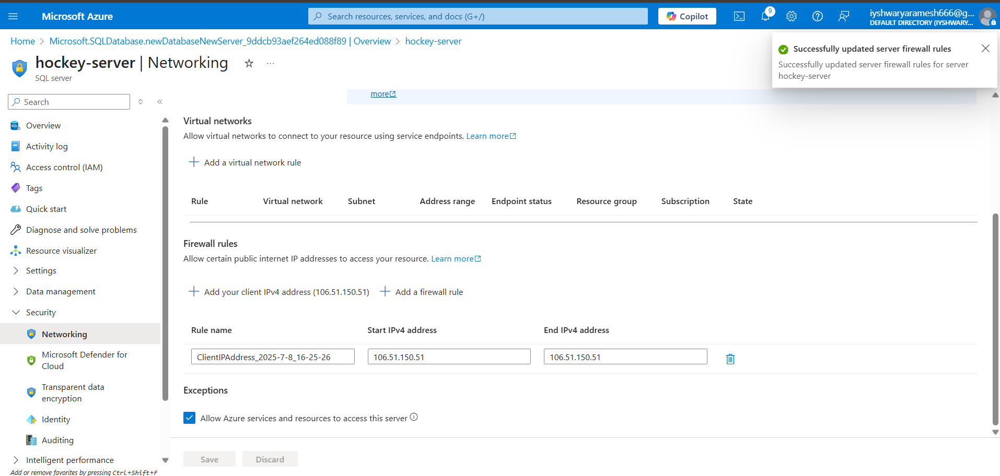 Microsoft Azure
Search resources, services, and docs (G+/)
Copilot
9
iyshwaryaramesh666@g...
DEFAULT DIRECTORY (IYSHWARY...
Home > Microsoft.SQLDatabase.newDatabaseNewServer_9ddcb93aef264ed088f89 | Overview > hockey-server
Successfully updated server firewall rules
Successfully updated server firewall rules for server
hockey-server
hockey-server | Networking
SQL server
Search
more
Overview
Activity log
Access control (IAM)
Tags
Quick start
Diagnose and solve problems
Resource visualizer
Settings
Data management
Security
Networking
Microsoft Defender for
Cloud
Transparent data
encryption
Identity
Auditing
Intelligent performance
Add or remove favorites by pressing Ctrl+Shift+F
Virtual networks
Allow virtual networks to connect to your resource using service endpoints. Learn more
Add a virtual network rule
Rule Virtual network Subnet Address range Endpoint status Resource group Subscription State
Firewall rules
Allow certain public internet IP addresses to access your resource. Learn more
Add your client IPv4 address (106.51.150.51) Add a firewall rule
Rule name Start IPv4 address End IPv4 address
ClientIPAddress_2025-7-8_16-25-26 106.51.150.51 106.51.150.51
Exceptions
Allow Azure services and resources to access this server
Save Discard